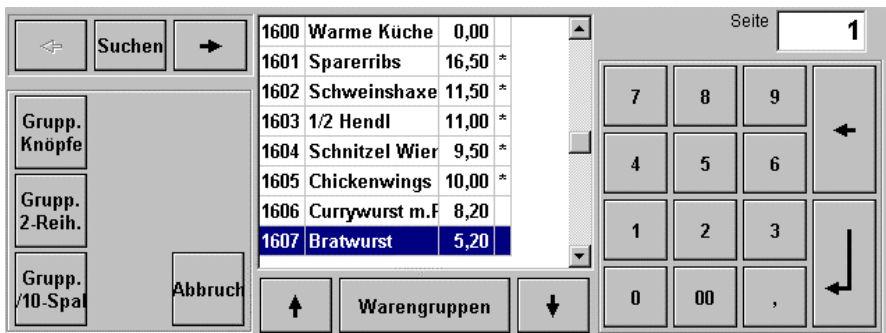 Suchen
Grupp.
Knöpfe
Grupp.
2-Reih.
Grupp.
/10-Spal
Abbruch
1600 Warme Küche 0,00
1601 Sparerribs 16,50 *
1602 Schweinshaxe 11,50 *
1603 1/2 Hendl 11,00 *
1604 Schnitzel Wier 9,50 *
1605 Chickenwings 10,00 *
1606 Currywurst m.F 8,20
1607 Bratwurst 5,20
Warengruppen
Seite 1
7 8 9
4 5 6
1 2 3
0 00 ,